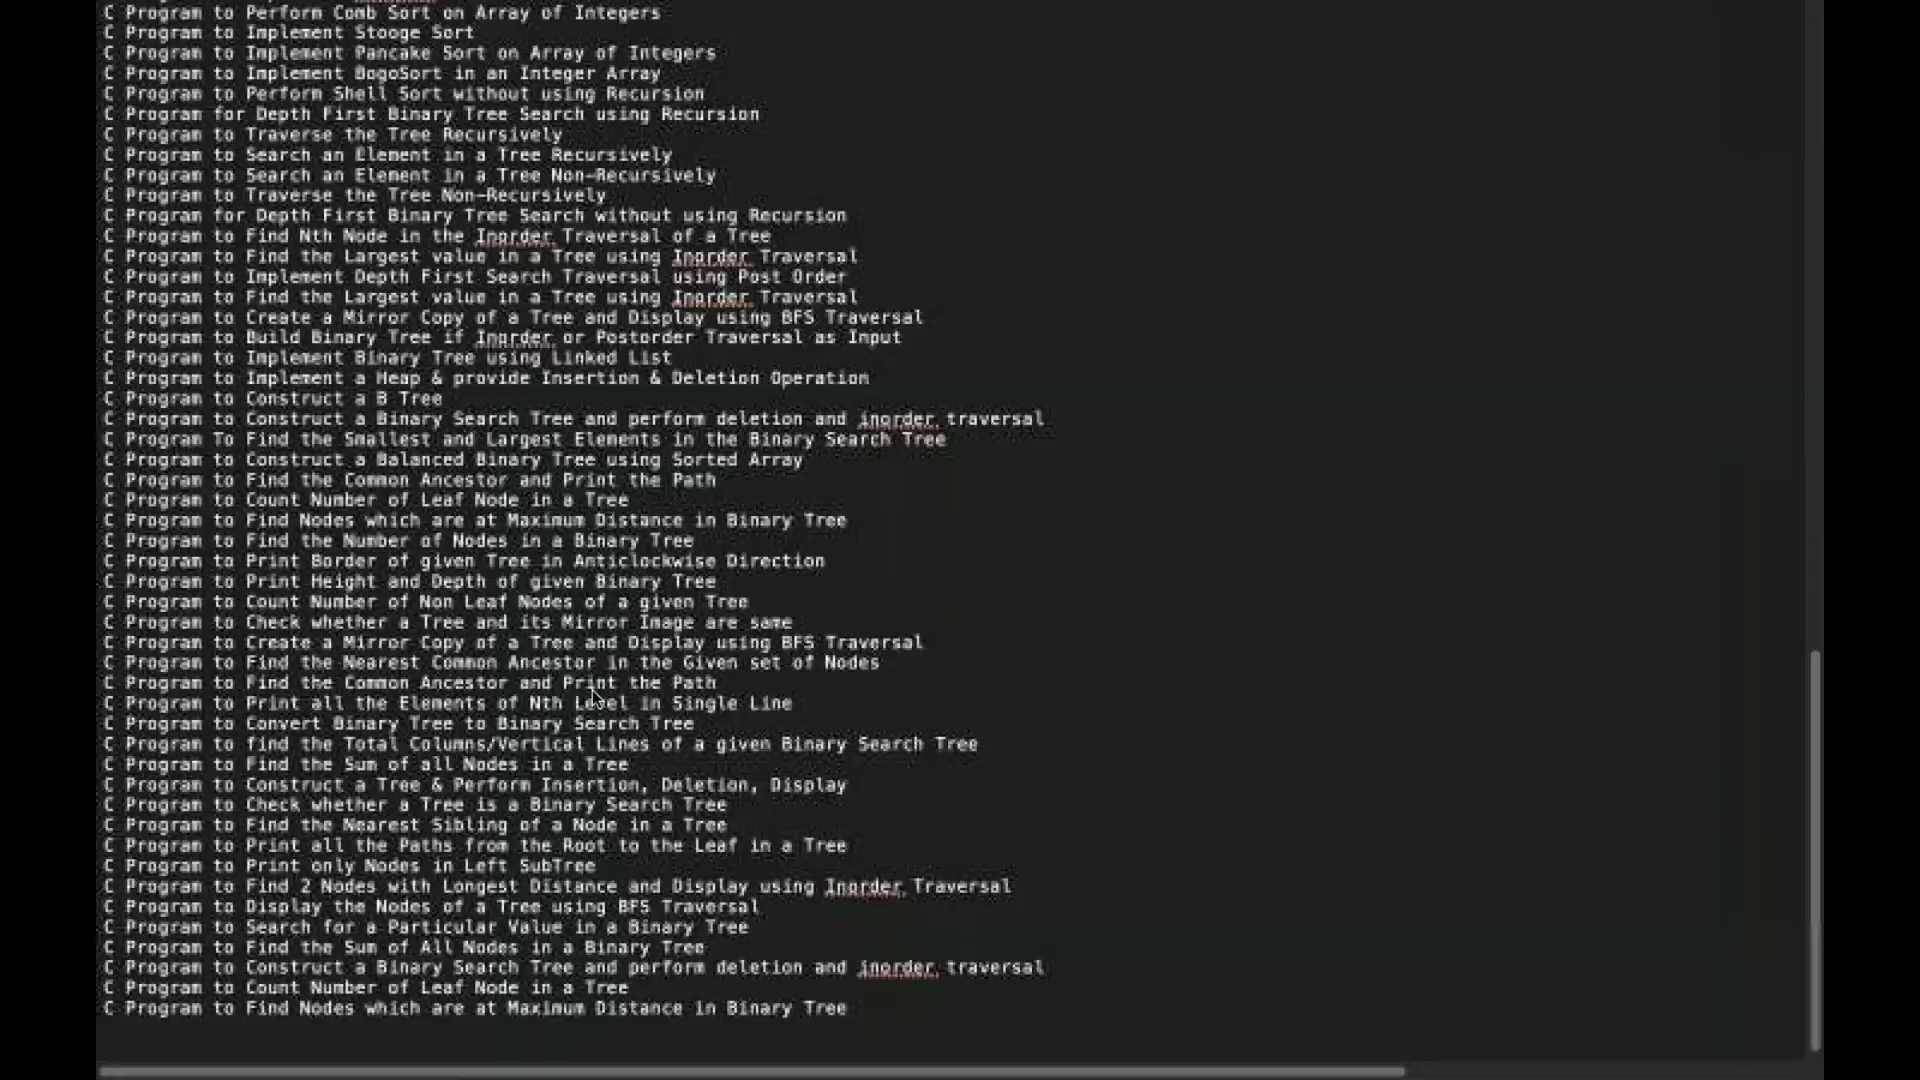 C Program to Perform Comb Sort on Array of Integers
C Program to Implement Stooge Sort
C Program to Implement Pancake Sort on Array of Integers
C Program to Implement BogoSort in an Integer Array
C Program to Perform Shell Sort without using Recursion
C Program for Depth First Binary Tree Search using Recursion
C Program to Traverse the Tree Recursively
C Program to Search an Element in a Tree Recursively
C Program to Search an Element in a Tree Non-Recursively
C Program to Traverse the Tree Non-Recursively
C Program for Depth First Binary Tree Search without using Recursion
C Program to Find Nth Node in the Inorder Traversal of a Tree
C Program to Find the Largest value in a Tree using Inorder Traversal
C Program to Implement Depth First Search Traversal using Post Order
C Program to Find the Largest value in a Tree using Inorder Traversal
C Program to Create a Mirror Copy of a Tree and Display using BFS Traversal
C Program to Build Binary Tree if Inorder or Postorder Traversal as Input
C Program to Implement Binary Tree using Linked List
C Program to Implement a Heap & provide Insertion & Deletion Operation
C Program to Construct a B Tree
C Program to Construct a Binary Search Tree and perform deletion and inorder traversal
C Program To Find the Smallest and Largest Elements in the Binary Search Tree
C Program to Construct a Balanced Binary Tree using Sorted Array
C Program to Find the Common Ancestor and Print the Path
C Program to Count Number of Leaf Node in a Tree
C Program to Find Nodes which are at Maximum Distance in Binary Tree
C Program to Find the Number of Nodes in a Binary Tree
C Program to Print Border of given Tree in Anticlockwise Direction
C Program to Print Height and Depth of given Binary Tree
C Program to Count Number of Non Leaf Nodes of a given Tree
C Program to Check whether a Tree and its Mirror Image are same
C Program to Create a Mirror Copy of a Tree and Display using BFS Traversal
C Program to Find the Nearest Common Ancestor in the Given set of Nodes
C Program to Find the Common Ancestor and Print the Path
C Program to Print all the Elements of Nth Level in Single Line
C Program to Convert Binary Tree to Binary Search Tree
C Program to find the Total Columns/Vertical Lines of a given Binary Search Tree
C Program to Find the Sum of all Nodes in a Tree
C Program to Construct a Tree & Perform Insertion, Deletion, Display
C Program to Check whether a Tree is a Binary Search Tree
C Program to Find the Nearest Sibling of a Node in a Tree
C Program to Print all the Paths from the Root to the Leaf in a Tree
C Program to Print only Nodes in Left SubTree
C Program to Find 2 Nodes with Longest Distance and Display using Inorder Traversal
C Program to Display the Nodes of a Tree using BFS Traversal
C Program to Search for a Particular Value in a Binary Tree
C Program to Find the Sum of All Nodes in a Binary Tree
C Program to Construct a Binary Search Tree and perform deletion and inorder traversal
C Program to Count Number of Leaf Node in a Tree
C Program to Find Nodes which are at Maximum Distance in Binary Tree